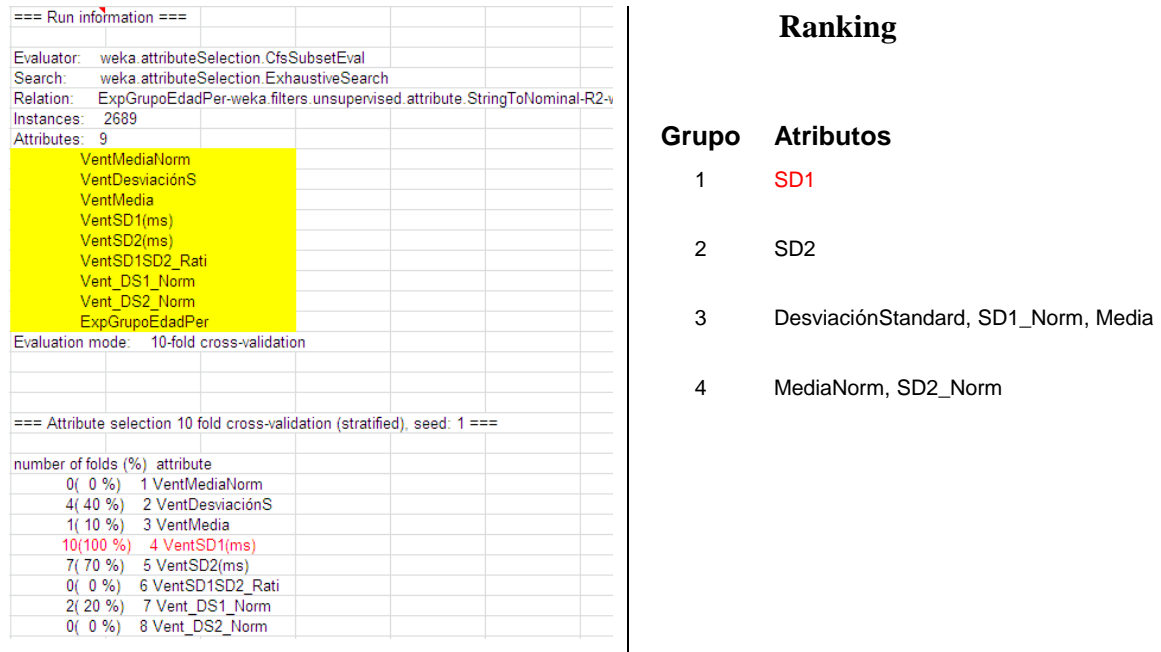 === Run information ===
Evaluator: weka.attributeSelection.CfsSubsetEval
Search: weka.attributeSelection.ExhaustiveSearch
Relation: ExpGrupoEdadPer-weka.filters.unsupervised.attribute.StringToNominal-R2-w
Instances: 2689
Attributes: 9
VentMediaNorm
VentDesviaciónS
VentMedia
VentSD1(ms)
VentSD2(ms)
VentSD1SD2_Rati
Vent_DS1_Norm
Vent_DS2_Norm
ExpGrupoEdadPer
Evaluation mode: 10-fold cross-validation
=== Attribute selection 10 fold cross-validation (stratified), seed: 1 ===
number of folds (%) attribute
0( 0 %) 1 VentMediaNorm
4( 40 %) 2 VentDesviaciónS
1( 10 %) 3 VentMedia
10(100 %) 4 VentSD1(ms)
7( 70 %) 5 VentSD2(ms)
0( 0 %) 6 VentSD1SD2_Rati
2( 20 %) 7 Vent_DS1_Norm
0( 0 %) 8 Vent_DS2_Norm
Ranking
Grupo Atributos
1 SD1
2 SD2
3 DesviaciónStandard, SD1_Norm, Media
4 MediaNorm, SD2_Norm